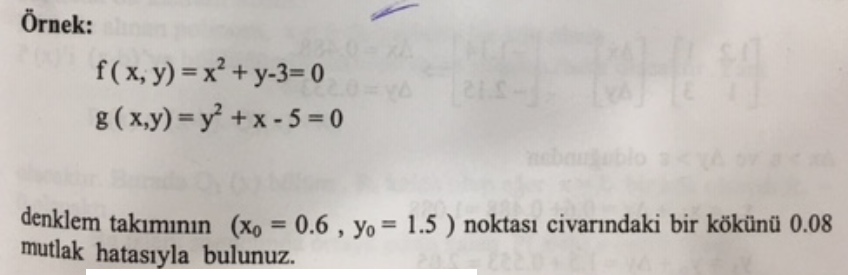 Örnek:
f ( x, y) = x² + y-3= 0
g ( x,y) = y² + x - 5 = 0
denklem takımının (x₀ = 0.6 , y₀ = 1.5 ) noktası civarındaki bir kökünü 0.08
mutlak hatasıyla bulunuz.